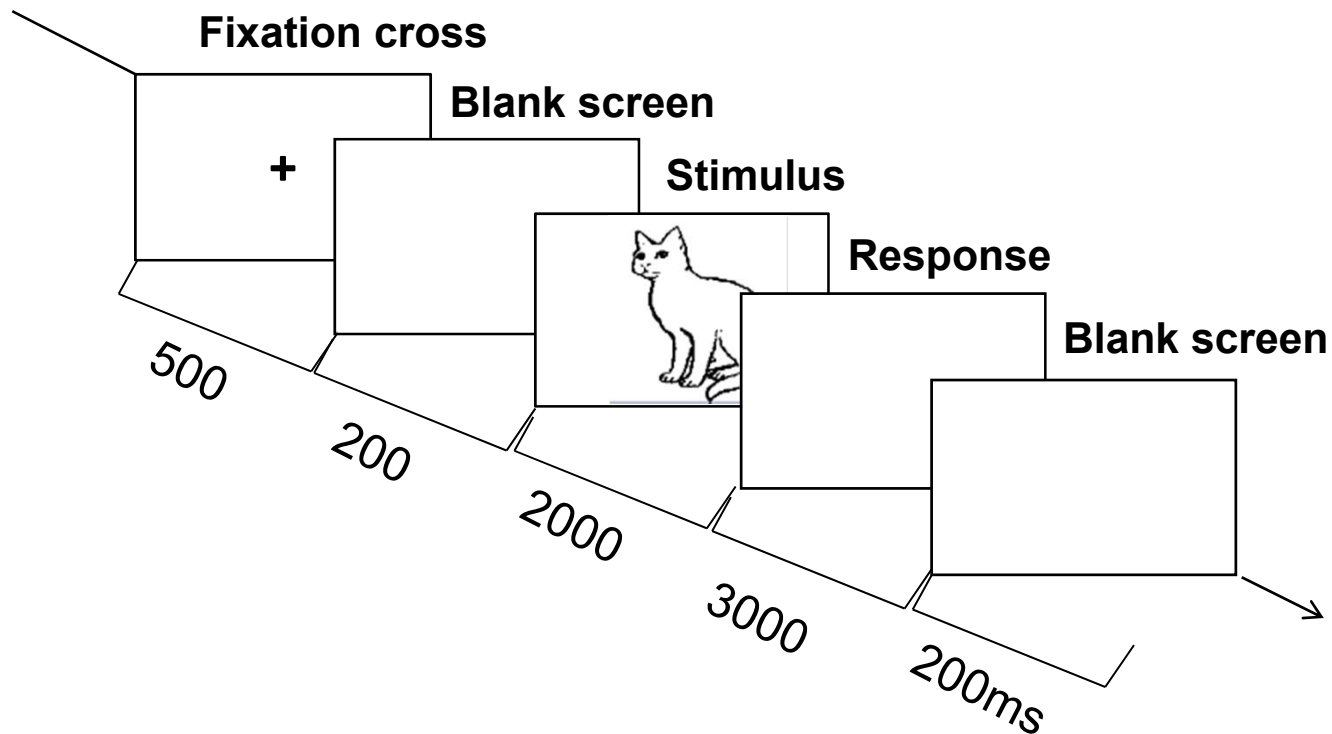 Fixation cross
Blank screen
+
Stimulus
Response
Blank screen
500
200
2000
3000
200ms